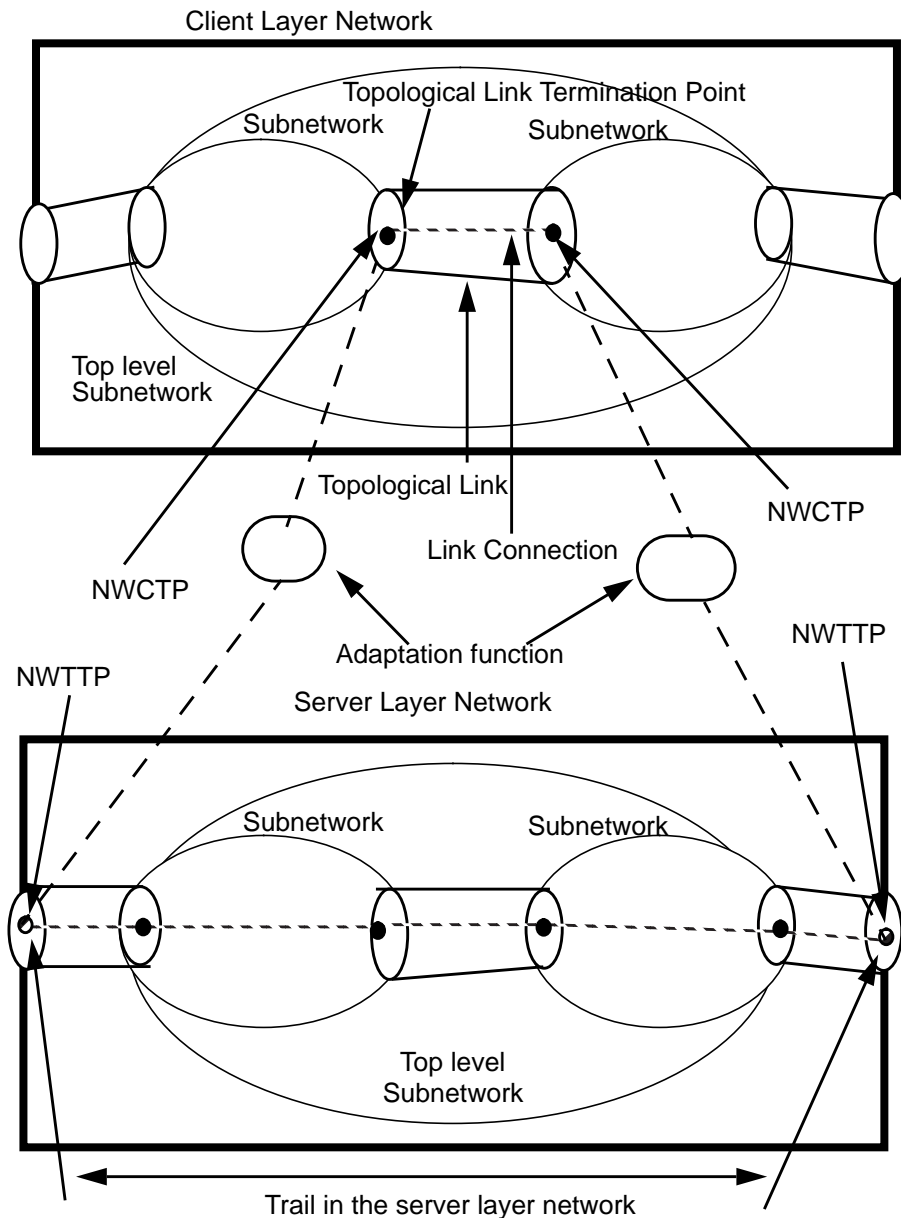 Client Layer Network
Topological Link Termination Point
Subnetwork
Subnetwork
Top level
Subnetwork
Topological Link
NWCTP
Link Connection
NWCTP
Adaptation function
NWTTP
NWTTP
Server Layer Network
Subnetwork
Subnetwork
Top level
Subnetwork
Trail in the server layer network